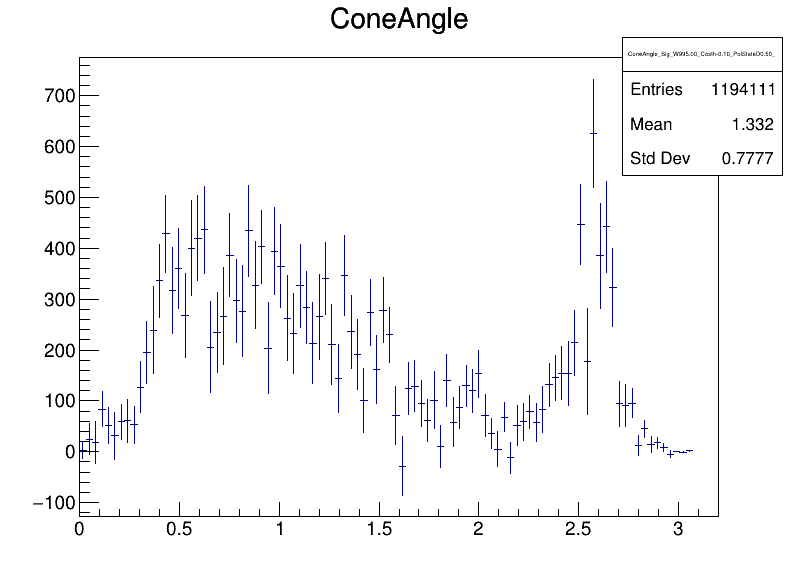 ConeAngle
ConeAngle_Sig_W995.00_Costh-0.10_PolStateD0.50_
Entries 1194111
Mean 1.332
Std Dev 0.7777
700
600
500
400
300
200
100
0
−100
0 0.5 1 1.5 2 2.5 3